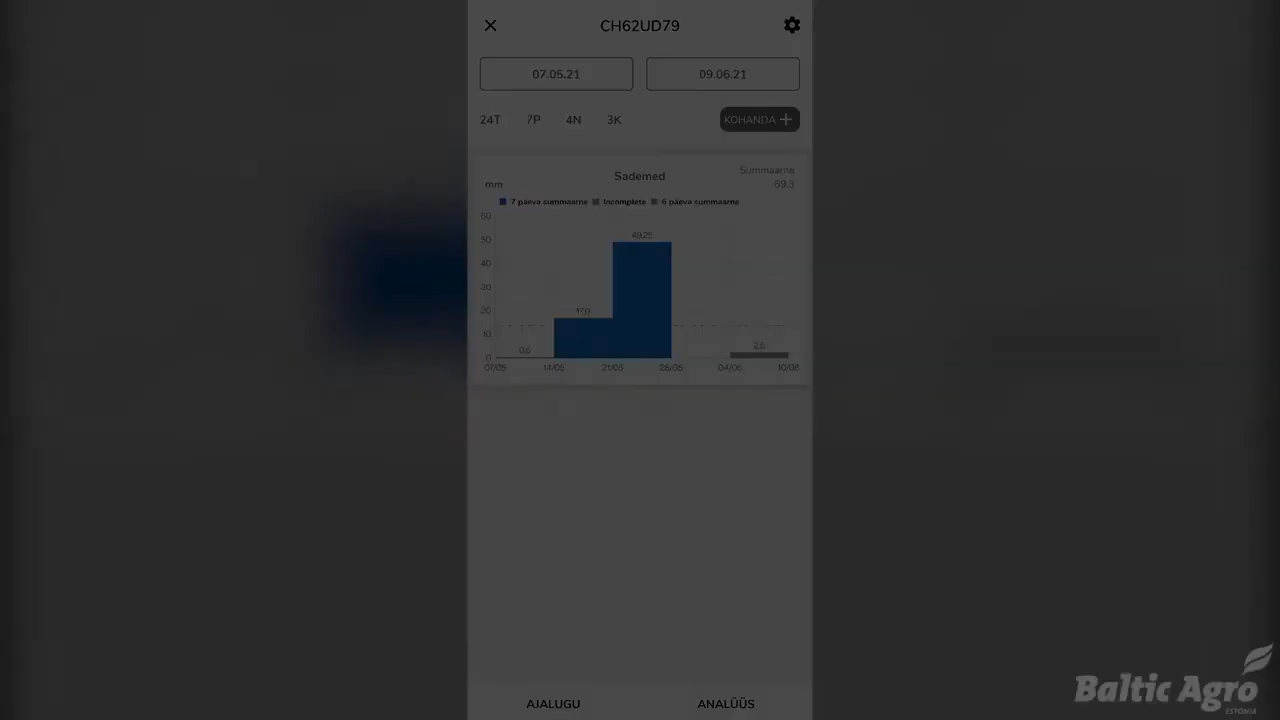 CH62UD79
07.05.21 09.06.21
24T 7P 4N 3K KOHANDA
Sademed
Summaarne
69,3
mm
7 päeva summaarne Incomplete 6 päeva summaarne
60
50
49,25
40
30
20
17,0
10
0,6
2,5
0
07/05 14/05 21/05 28/05 04/06 10/06
AJALUGU ANALÜÜS
Baltic Agro
ESTONIA